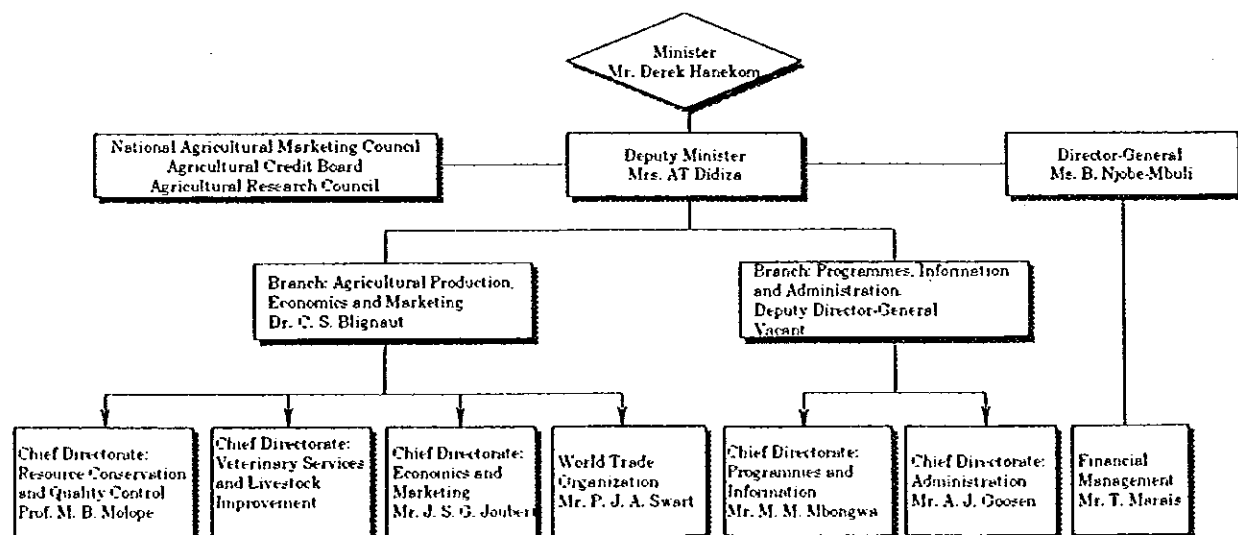 Minister
Mr. Derek Hanekom
National Agricultural Marketing Council
Agricultural Credit Board
Agricultural Research Council
Deputy Minister
Mrs. AT Didiza
Director-General
Ms. B. Njobe-Mbuli
Branch: Agricultural Production,
Economics and Marketing
Dr. C. S. Blignaut
Branch: Programmes, Information
and Administration
Deputy Director-General
Vacant
Chief Directorate:
Resource Conservation
and Quality Control
Prof. M. B. Molope
Chief Directorate:
Veterinary Services
and Livestock
Improvement
Chief Directorate:
Economics and
Marketing
Mr. J. S. G. Joubert
World Trade
Organization
Mr. P. J. A. Swart
Chief Directorate:
Programmes and
Information
Mr. M. M. Mbongwa
Chief Directorate:
Administration
Mr. A. J. Goosen
Financial
Management
Mr. T. Marais